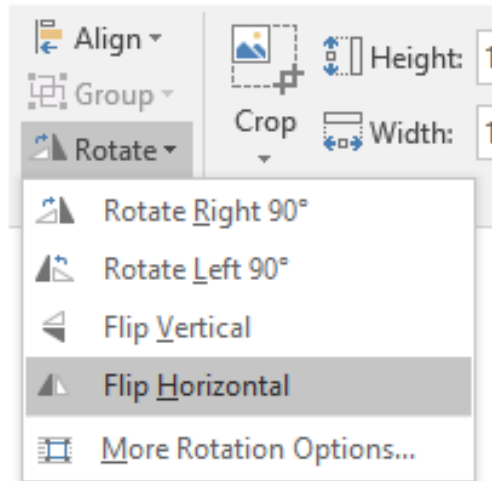 Align
Group
Rotate
Crop
Height:
Width:
Rotate Right 90°
Rotate Left 90°
Flip Vertical
Flip Horizontal
More Rotation Options...